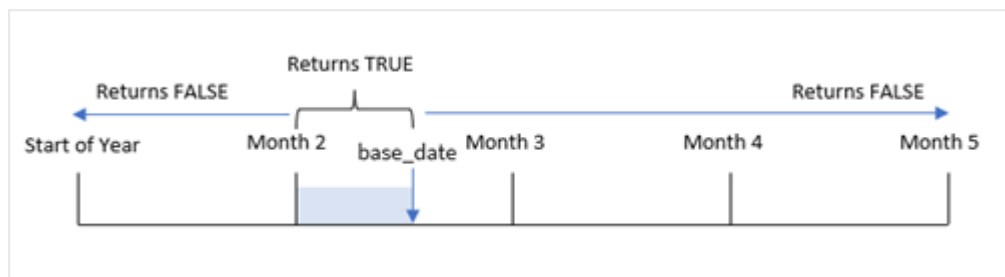 Returns TRUE
Returns FALSE
Returns FALSE
Start of Year
Month 2
base_date
Month 3
Month 4
Month 5